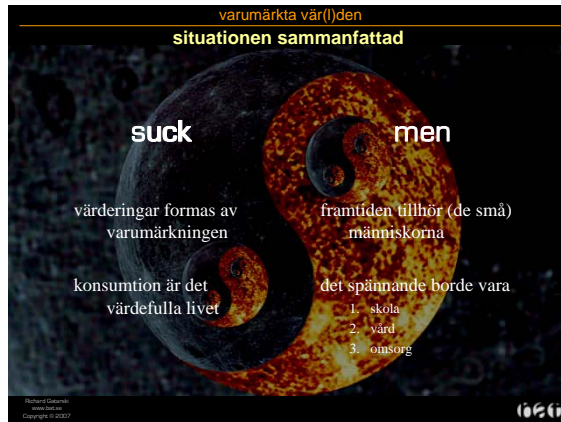 varumärkta vär(l)den
situationen sammanfattad
suck
men
värderingar formas av
varumärkningen
framtiden tillhör (de små)
människorna
konsumtion är det
värdefulla livet
det spännande borde vara
1. skola
2. vård
3. omsorg
Richard Gatarski
www.bat.se
Copyright © 2007